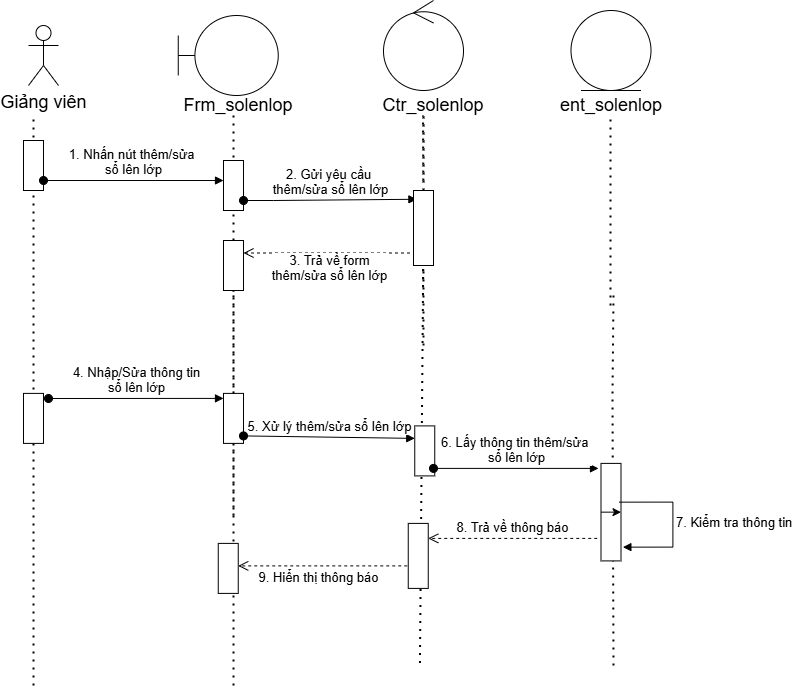 Giảng viên
Frm_solenlop
Ctr_solenlop
ent_solenlop
1. Nhấn nút thêm/sửa
sổ lên lớp
2. Gửi yêu cầu
thêm/sửa sổ lên lớp
3. Trả về form
thêm/sửa sổ lên lớp
4. Nhập/Sửa thông tin
sổ lên lớp
5. Xử lý thêm/sửa sổ lên lớp
6. Lấy thông tin thêm/sửa
sổ lên lớp
7. Kiểm tra thông tin
8. Trả về thông báo
9. Hiển thị thông báo